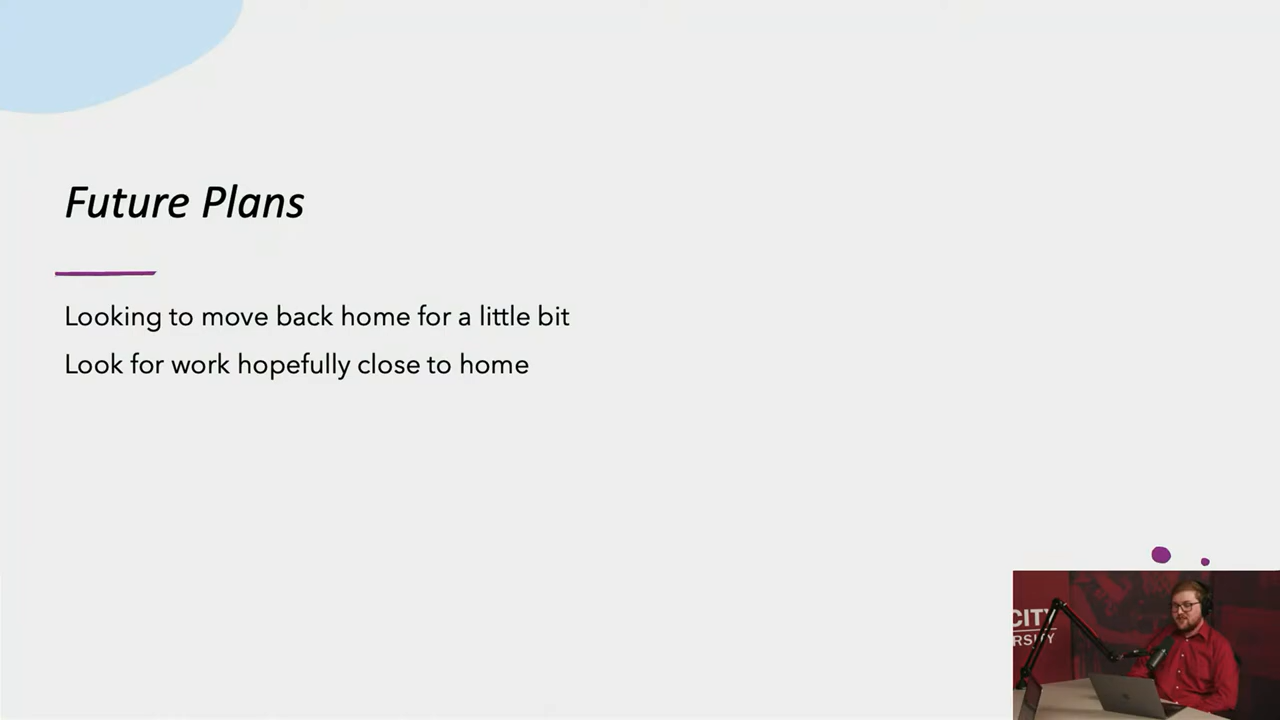 Future Plans
Looking to move back home for a little bit
Look for work hopefully close to home
CITY
RSITY